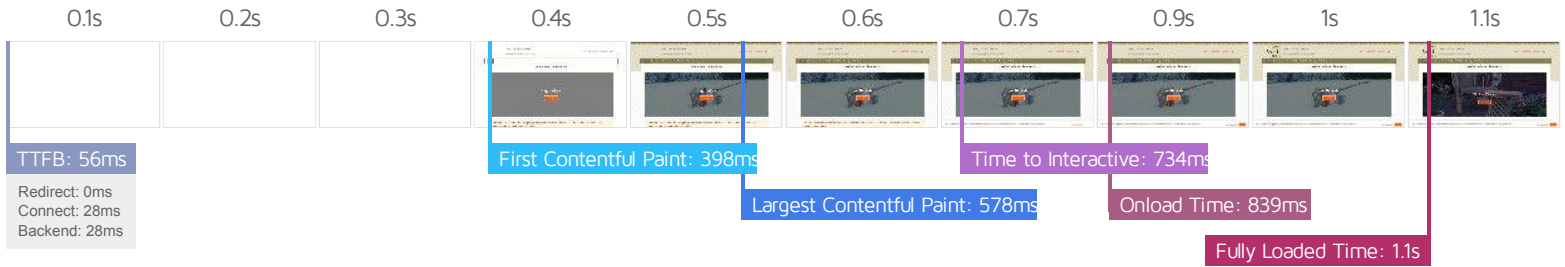 0.1s
0.2s
0.3s
0.4s
0.5s
0.6s
0.7s
0.9s
1s
1.1s
TTFB: 56ms
First Contentful Paint: 398ms
Time to Interactive: 734ms
Redirect: 0ms
Connect: 28ms
Backend: 28ms
Largest Contentful Paint: 578ms
Onload Time: 839ms
Fully Loaded Time: 1.1s